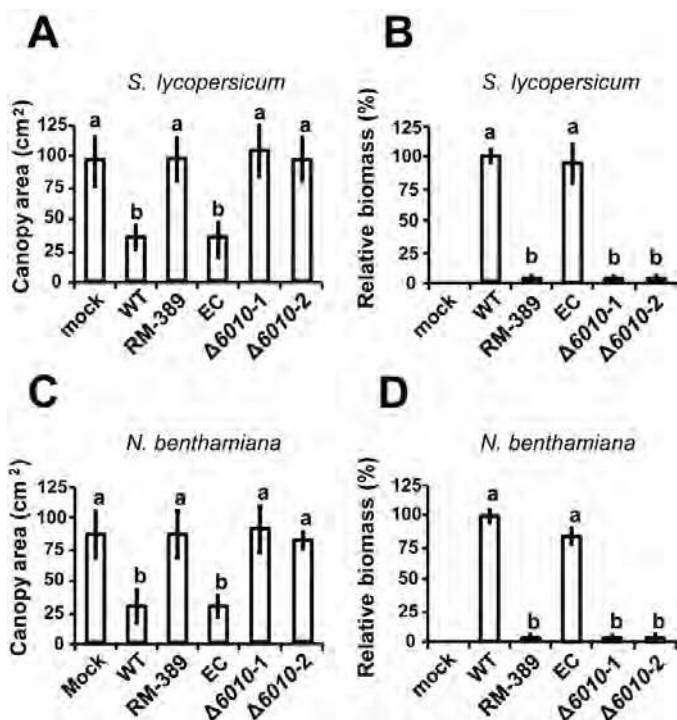 A
S. lycopersicum
Canopy area (cm²)
125
100
75
50
25
0
a
b
a
b
a
a
mock
WT
RM-389
EC
Δ6010-1
Δ6010-2
B
S. lycopersicum
Relative biomass (%)
125
100
75
50
25
0
a
b
a
b
b
mock
WT
RM-389
EC
Δ6010-1
Δ6010-2
C
N. benthamiana
Canopy area (cm²)
125
100
75
50
25
0
a
b
a
b
a
a
Mock
WT
RM-389
EC
Δ6010-1
Δ6010-2
D
N. benthamiana
Relative biomass (%)
125
100
75
50
25
0
a
b
a
b
b
mock
WT
RM-389
EC
Δ6010-1
Δ6010-2